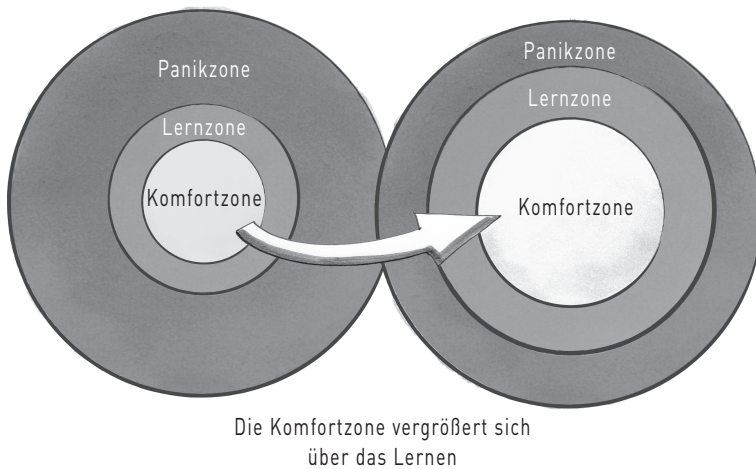 Panikzone
Lernzone
Komfortzone
Panikzone
Lernzone
Komfortzone
Die Komfortzone vergrößert sich
über das Lernen